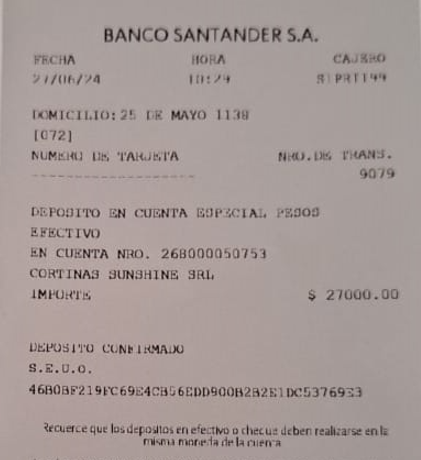 BANCO SANTANDER S.A.
FECHA HORA CAJERO
27/06/24 10:29 S1PRT199
DOMICILIO: 25 DE MAYO 1138
[072]
NUMERO DE TARJETA NRO.DE TRANS.
------------------- 9079
DEPOSITO EN CUENTA ESPECIAL PESOS
EFECTIVO
EN CUENTA NRO. 268000050753
CORTINAS SUNSHINE SRL
IMPORTE $ 27000.00
DEPOSITO CONFIRMADO
S.E.U.O.
46B0BF219FC69E4CB56EDD900B2B2E1DC53769E3
Recuerde que los depositos en efectivo o cheque deben realizarse en la
misma moneda de la cuenta